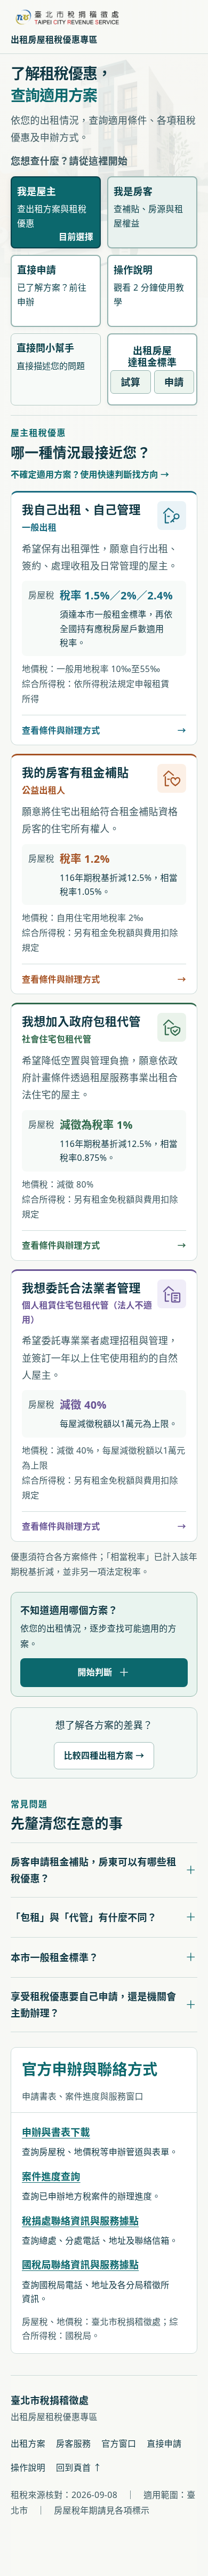 臺北市稅捐稽徵處
TAIPEI CITY REVENUE SERVICE
出租房屋租稅優惠專區
了解租稅優惠，
查詢適用方案
依您的出租情況，查詢適用條件、各項租稅
優惠及申辦方式。
您想查什麼？請從這裡開始
我是屋主
查出租方案與租稅
優惠
目前選擇
我是房客
查補貼、房源與租
屋權益
直接申請
已了解方案？前往
申辦
操作說明
觀看 2 分鐘使用教
學
直接問小幫手
直接描述您的問題
出租房屋
達租金標準
試算
申請
屋主租稅優惠
哪一種情況最接近您？
不確定適用方案？使用快速判斷找方向 →
我自己出租、自己管理
一般出租
希望保有出租彈性，願意自行出租、
簽約、處理收租及日常管理的屋主。
房屋稅
稅率 1.5%／2%／2.4%
須達本市一般租金標準，再依
全國持有應稅房屋戶數適用
稅率。
地價稅：一般用地稅率 10‰至55‰
綜合所得稅：依所得稅法規定申報租賃
所得
查看條件與辦理方式 →
我的房客有租金補貼
公益出租人
願意將住宅出租給符合租金補貼資格
房客的住宅所有權人。
房屋稅
稅率 1.2%
116年期稅基折減12.5%，相當
稅率1.05%。
地價稅：自用住宅用地稅率 2‰
綜合所得稅：另有租金免稅額與費用扣除
規定
查看條件與辦理方式 →
我想加入政府包租代管
社會住宅包租代管
希望降低空置與管理負擔，願意依政
府計畫條件透過租屋服務事業出租合
法住宅的屋主。
房屋稅
減徵為稅率 1%
116年期稅基折減12.5%，相當
稅率0.875%。
地價稅：減徵 80%
綜合所得稅：另有租金免稅額與費用扣除
規定
查看條件與辦理方式 →
我想委託合法業者管理
個人租賃住宅包租代管（法人不適
用）
希望委託專業業者處理招租與管理，
並簽訂一年以上住宅使用租約的自然
人屋主。
房屋稅
減徵 40%
每屋減徵稅額以1萬元為上限。
地價稅：減徵 40%，每屋減徵稅額以1萬元
為上限
綜合所得稅：另有租金免稅額與費用扣除
規定
查看條件與辦理方式 →
優惠須符合各方案條件；「相當稅率」已計入該年
期稅基折減，並非另一項法定稅率。
不知道適用哪個方案？
依您的出租情況，逐步查找可能適用的方
案。
開始判斷 ＋
想了解各方案的差異？
比較四種出租方案 →
常見問題
先釐清您在意的事
房客申請租金補貼，房東可以有哪些租
稅優惠？
「包租」與「代管」有什麼不同？
本市一般租金標準？
享受租稅優惠要自己申請，還是機關會
主動辦理？
官方申辦與聯絡方式
申請書表、案件進度與服務窗口
申辦與書表下載
查詢房屋稅、地價稅等申辦管道與表單。
案件進度查詢
查詢已申辦地方稅案件的辦理進度。
稅捐處聯絡資訊與服務據點
查詢總處、分處電話、地址及聯絡信箱。
國稅局聯絡資訊與服務據點
查詢國稅局電話、地址及各分局稽徵所
資訊。
房屋稅、地價稅：臺北市稅捐稽徵處；綜
合所得稅：國稅局。
臺北市稅捐稽徵處
出租房屋租稅優惠專區
出租方案 房客服務 官方窗口 直接申請
操作說明 回到頁首 ↑
租稅來源核對：2026-09-08 ｜ 適用範圍：臺
北市 ｜ 房屋稅年期請見各項標示